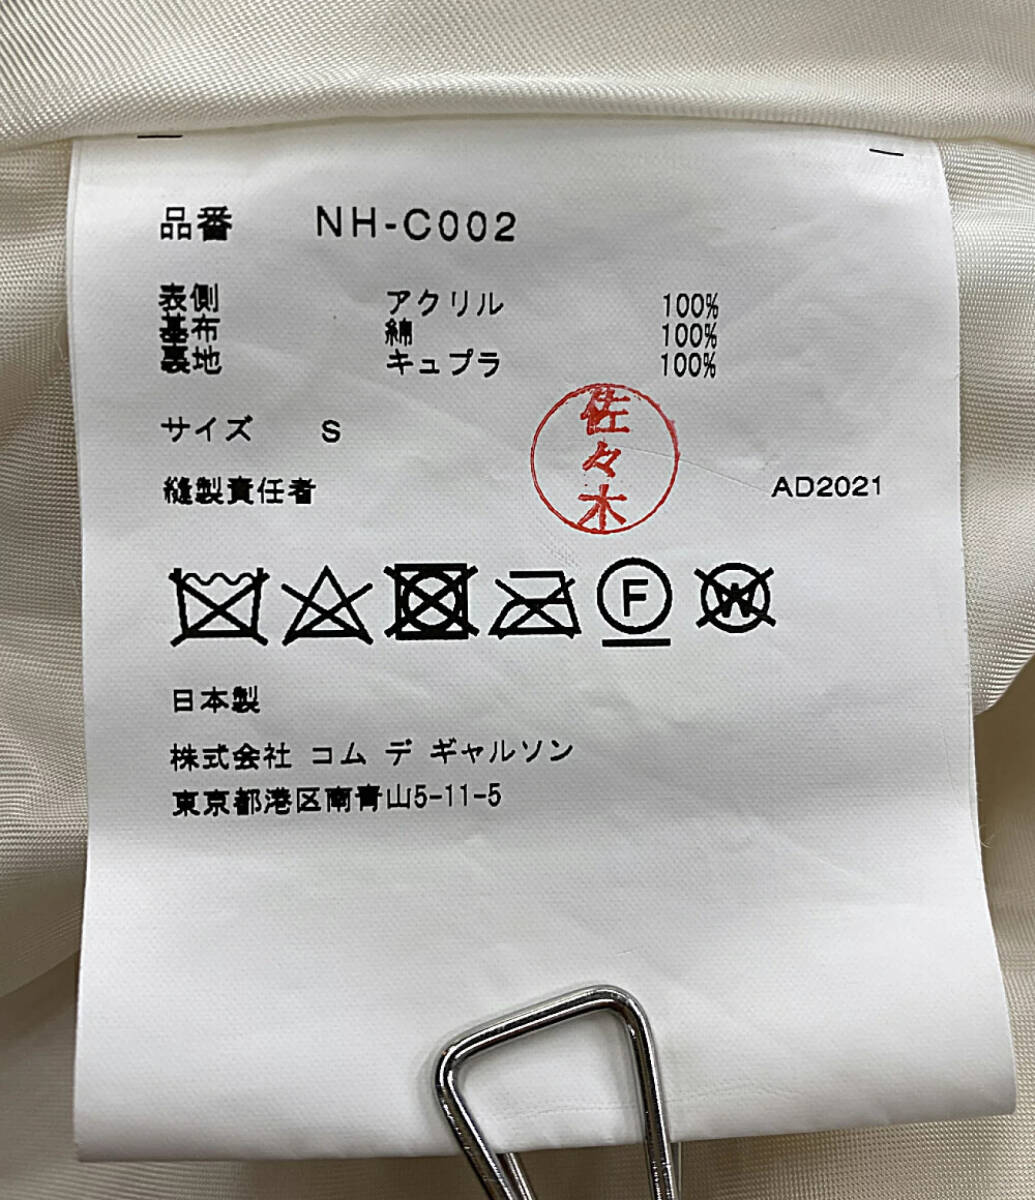 品番 NH-C002
表側 アクリル 100%
基布 綿 100%
裏地 キュプラ 100%
サイズ S
佐々木
縫製責任者 AD2021
F W
日本製
株式会社 コム デ ギャルソン
東京都港区南青山5-11-5